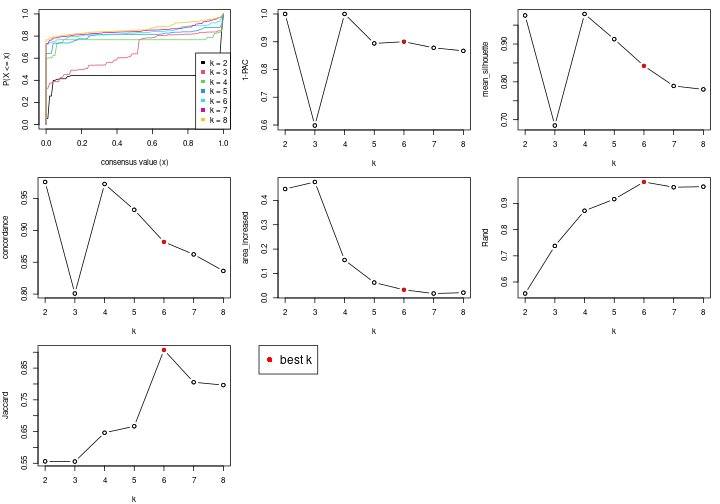 P(X <= x)
0.0 0.2 0.4 0.6 0.8 1.0
k = 2
k = 3
k = 4
k = 5
k = 6
k = 7
k = 8
0.0 0.2 0.4 0.6 0.8 1.0
consensus value (x)
1-PAC
0.6 0.7 0.8 0.9 1.0
2 3 4 5 6 7 8
k
mean_silhouette
0.70 0.80 0.90
2 3 4 5 6 7 8
k
concordance
0.80 0.85 0.90 0.95
2 3 4 5 6 7 8
k
area_increased
0.0 0.1 0.2 0.3 0.4
2 3 4 5 6 7 8
k
Rand
0.6 0.7 0.8 0.9
2 3 4 5 6 7 8
k
Jaccard
0.55 0.65 0.75 0.85
2 3 4 5 6 7 8
k
best k